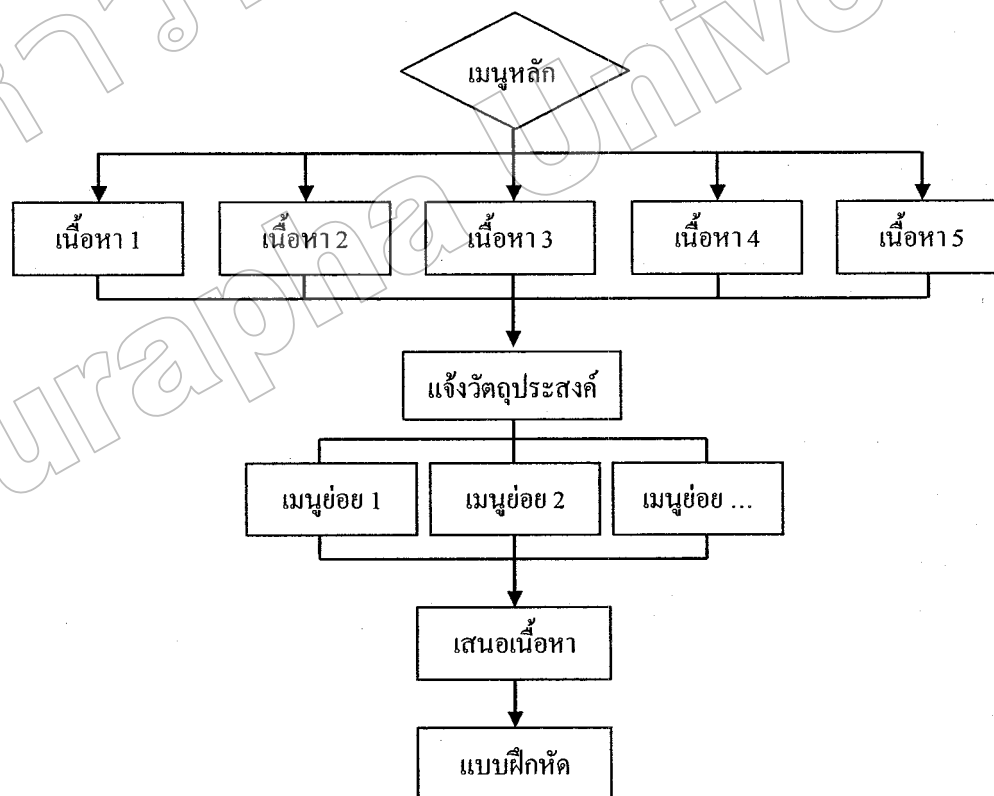 เมนูหลัก
เนื้อหา 1
เนื้อหา 2
เนื้อหา 3
เนื้อหา 4
เนื้อหา 5
แจ้งวัตถุประสงค์
เมนูย่อย 1
เมนูย่อย 2
เมนูย่อย ...
เสนอเนื้อหา
แบบฝึกหัด
urapha Unive